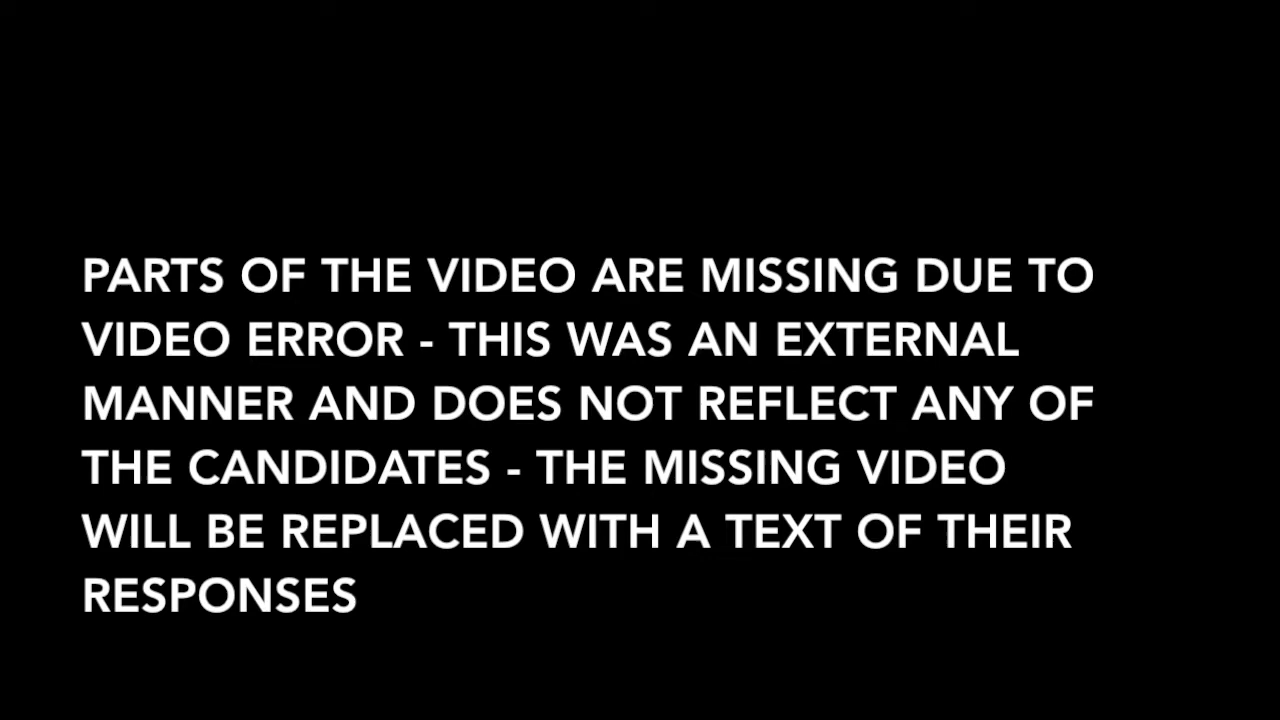 PARTS OF THE VIDEO ARE MISSING DUE TO
VIDEO ERROR - THIS WAS AN EXTERNAL
MANNER AND DOES NOT REFLECT ANY OF
THE CANDIDATES - THE MISSING VIDEO
WILL BE REPLACED WITH A TEXT OF THEIR
RESPONSES